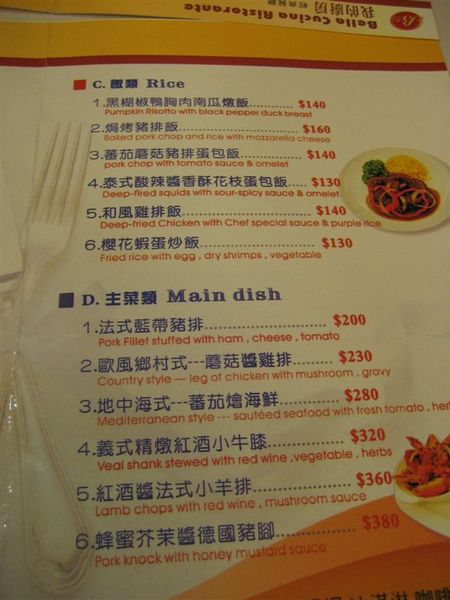 Bella Cucina Ristorante
我的廚房
C. 飯類 Rice
1.黑椒鴨胸肉南瓜燉飯............ $140
Pumpkin Risotto with black pepper duck breast
2.焗烤豬排飯......................... $160
Baked pork chop and rice with mozzarella cheese
3.蕃茄蘑菇豬排蛋包飯............. $140
pork chop with tomato sauce & omelet
4.泰式酸辣醬香酥花枝蛋包飯..... $130
Deep-fired squids with sour-spicy sauce & omelet
5.和風雞排飯......................... $140
Deep-fried Chicken with Chef special sauce & purple rice
6.櫻花蝦蛋炒飯....................... $130
Fried rice with egg , dry shrimps , vegetable
D. 主菜類 Main dish
1.法式藍帶豬排......................... $200
Pork Fillet stuffed with ham , cheese , tomato
2.歐風鄉村式---蘑菇醬雞排........ $230
Country style — leg of chicken with mushroom , gravy
3.地中海式---蕃茄燴海鮮........... $280
Mediterranean style --- sautéed seafood with fresh tomato , her
4.義式精燉紅酒小牛膝............... $320
Veal shank stewed with red wine ,vegetable , herbs
5.紅酒醬法式小羊排.................. $360
Lamb chops with red wine , mushroom sauce
6.蜂蜜芥茉醬德國豬腳............... $380
Pork knock with honey mustard sauce